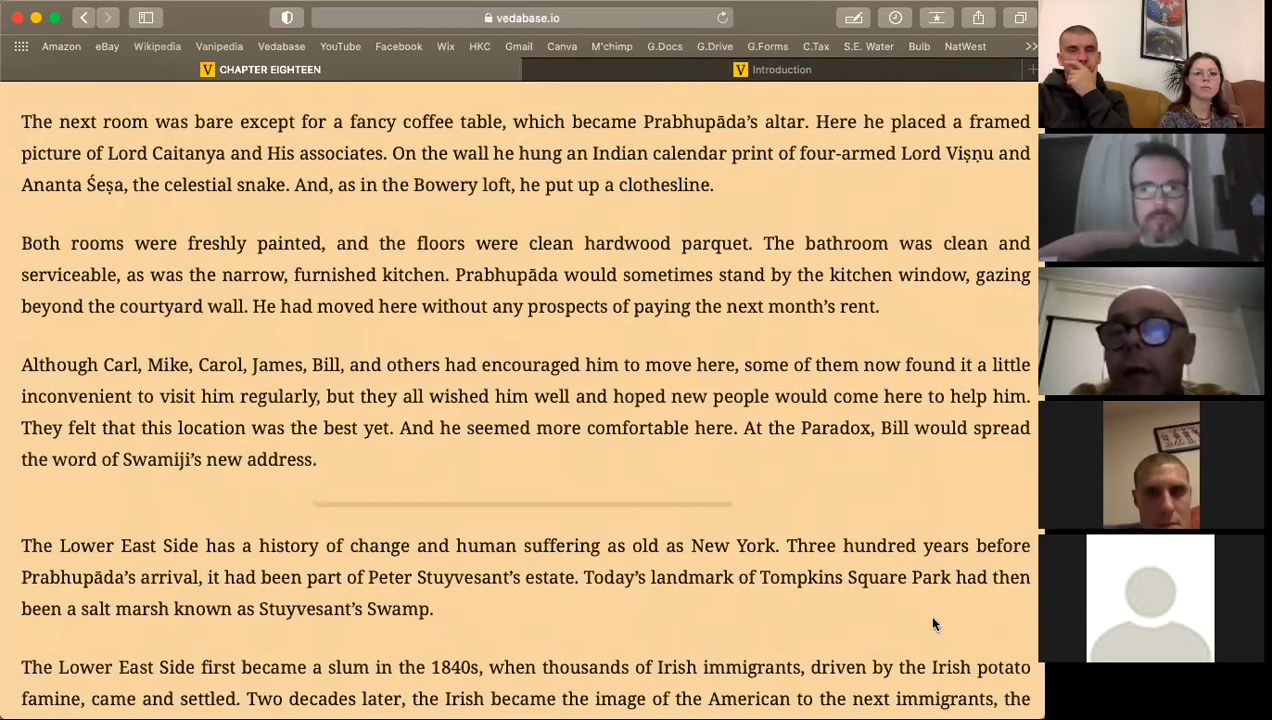 vedabase.io
Amazon eBay Wikipedia Vanipedia Vedabase YouTube Facebook Wix HKC Gmail Canva M'chimp G.Docs G.Drive G.Forms C.Tax S.E. Water Bulb NatWest >>
V CHAPTER EIGHTEEN V Introduction +
The next room was bare except for a fancy coffee table, which became Prabhupāda’s altar. Here he placed a framed
picture of Lord Caitanya and His associates. On the wall he hung an Indian calendar print of four-armed Lord Viṣṇu and
Ananta Śeṣa, the celestial snake. And, as in the Bowery loft, he put up a clothesline.
Both rooms were freshly painted, and the floors were clean hardwood parquet. The bathroom was clean and
serviceable, as was the narrow, furnished kitchen. Prabhupāda would sometimes stand by the kitchen window, gazing
beyond the courtyard wall. He had moved here without any prospects of paying the next month’s rent.
Although Carl, Mike, Carol, James, Bill, and others had encouraged him to move here, some of them now found it a little
inconvenient to visit him regularly, but they all wished him well and hoped new people would come here to help him.
They felt that this location was the best yet. And he seemed more comfortable here. At the Paradox, Bill would spread
the word of Swamiji’s new address.
The Lower East Side has a history of change and human suffering as old as New York. Three hundred years before
Prabhupāda’s arrival, it had been part of Peter Stuyvesant’s estate. Today’s landmark of Tompkins Square Park had then
been a salt marsh known as Stuyvesant’s Swamp.
The Lower East Side first became a slum in the 1840s, when thousands of Irish immigrants, driven by the Irish potato
famine, came and settled. Two decades later, the Irish became the image of the American to the next immigrants, the